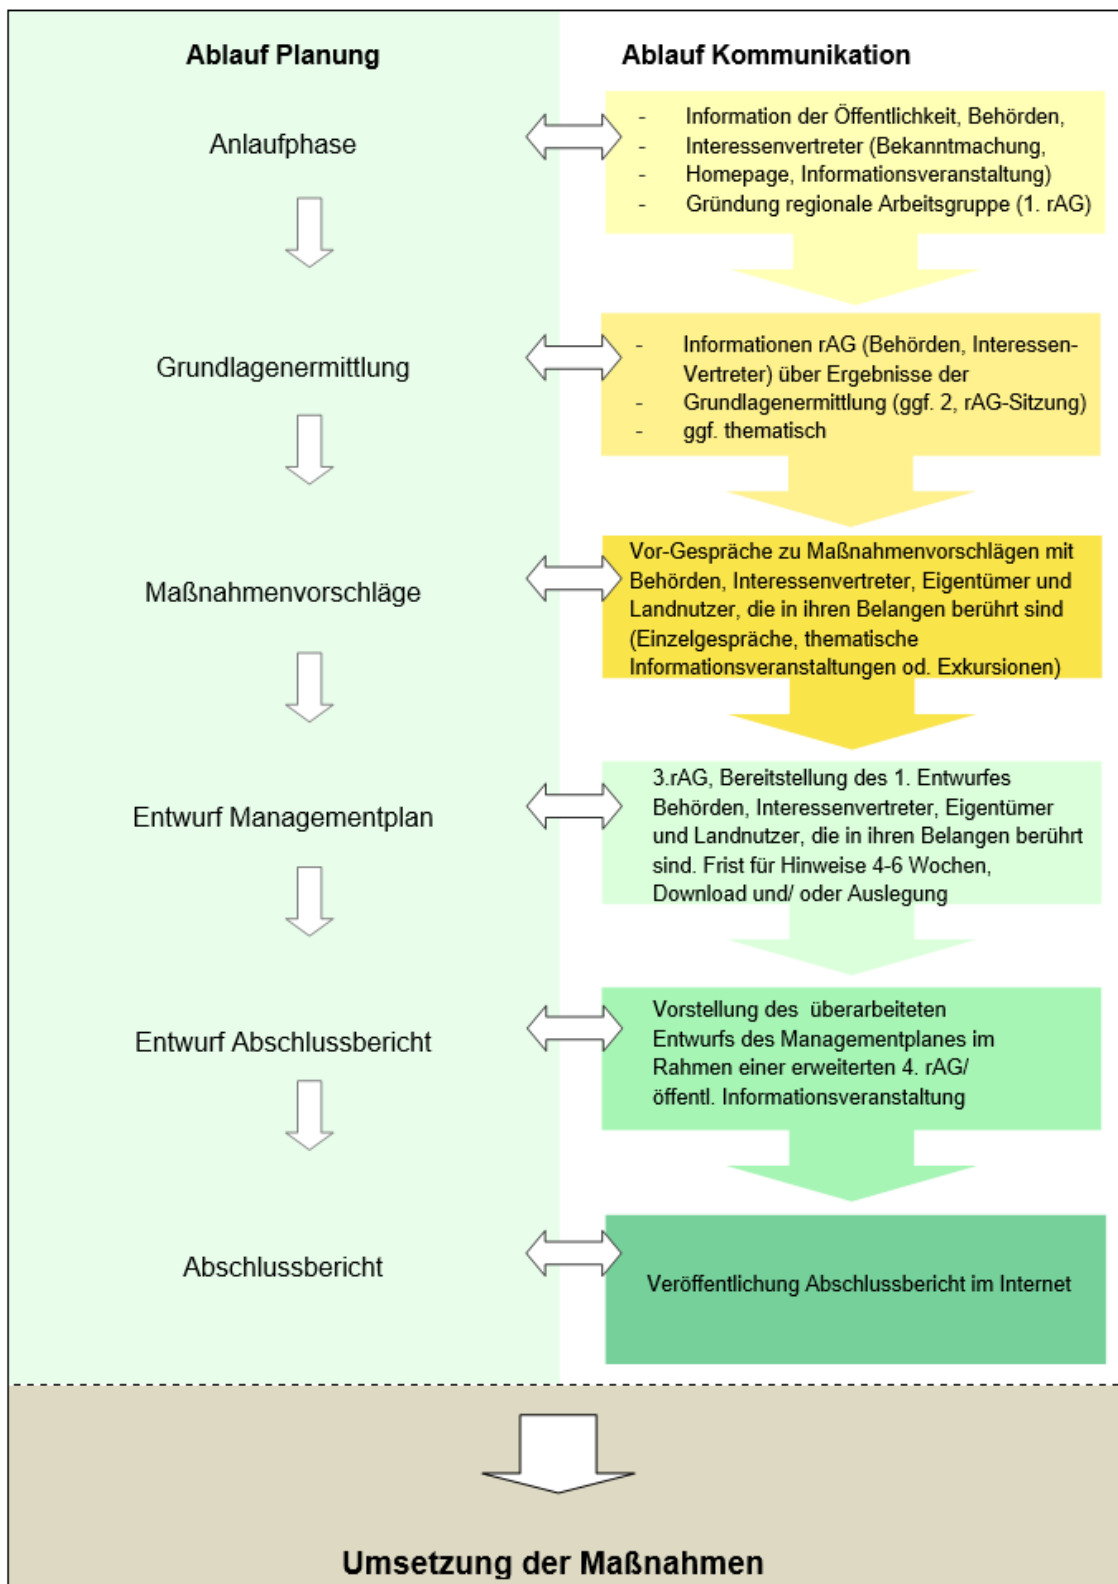 Ablauf Planung
Ablauf Kommunikation
Anlaufphase
- Information der Öffentlichkeit, Behörden,
- Interessenvertreter (Bekanntmachung,
- Homepage, Informationsveranstaltung)
- Gründung regionale Arbeitsgruppe (1. rAG)
Grundlagenermittlung
- Informationen rAG (Behörden, Interessen-
Vertreter) über Ergebnisse der
- Grundlagenermittlung (ggf. 2, rAG-Sitzung)
- ggf. thematisch
Maßnahmenvorschläge
Vor-Gespräche zu Maßnahmenvorschlägen mit
Behörden, Interessenvertreter, Eigentümer und
Landnutzer, die in ihren Belangen berührt sind
(Einzelgespräche, thematische
Informationsveranstaltungen od. Exkursionen)
Entwurf Managementplan
3.rAG, Bereitstellung des 1. Entwurfes
Behörden, Interessenvertreter, Eigentümer
und Landnutzer, die in ihren Belangen berührt
sind. Frist für Hinweise 4-6 Wochen,
Download und/ oder Auslegung
Entwurf Abschlussbericht
Vorstellung des überarbeiteten
Entwurfs des Managementplanes im
Rahmen einer erweiterten 4. rAG/
öffentl. Informationsveranstaltung
Abschlussbericht
Veröffentlichung Abschlussbericht im Internet
Umsetzung der Maßnahmen